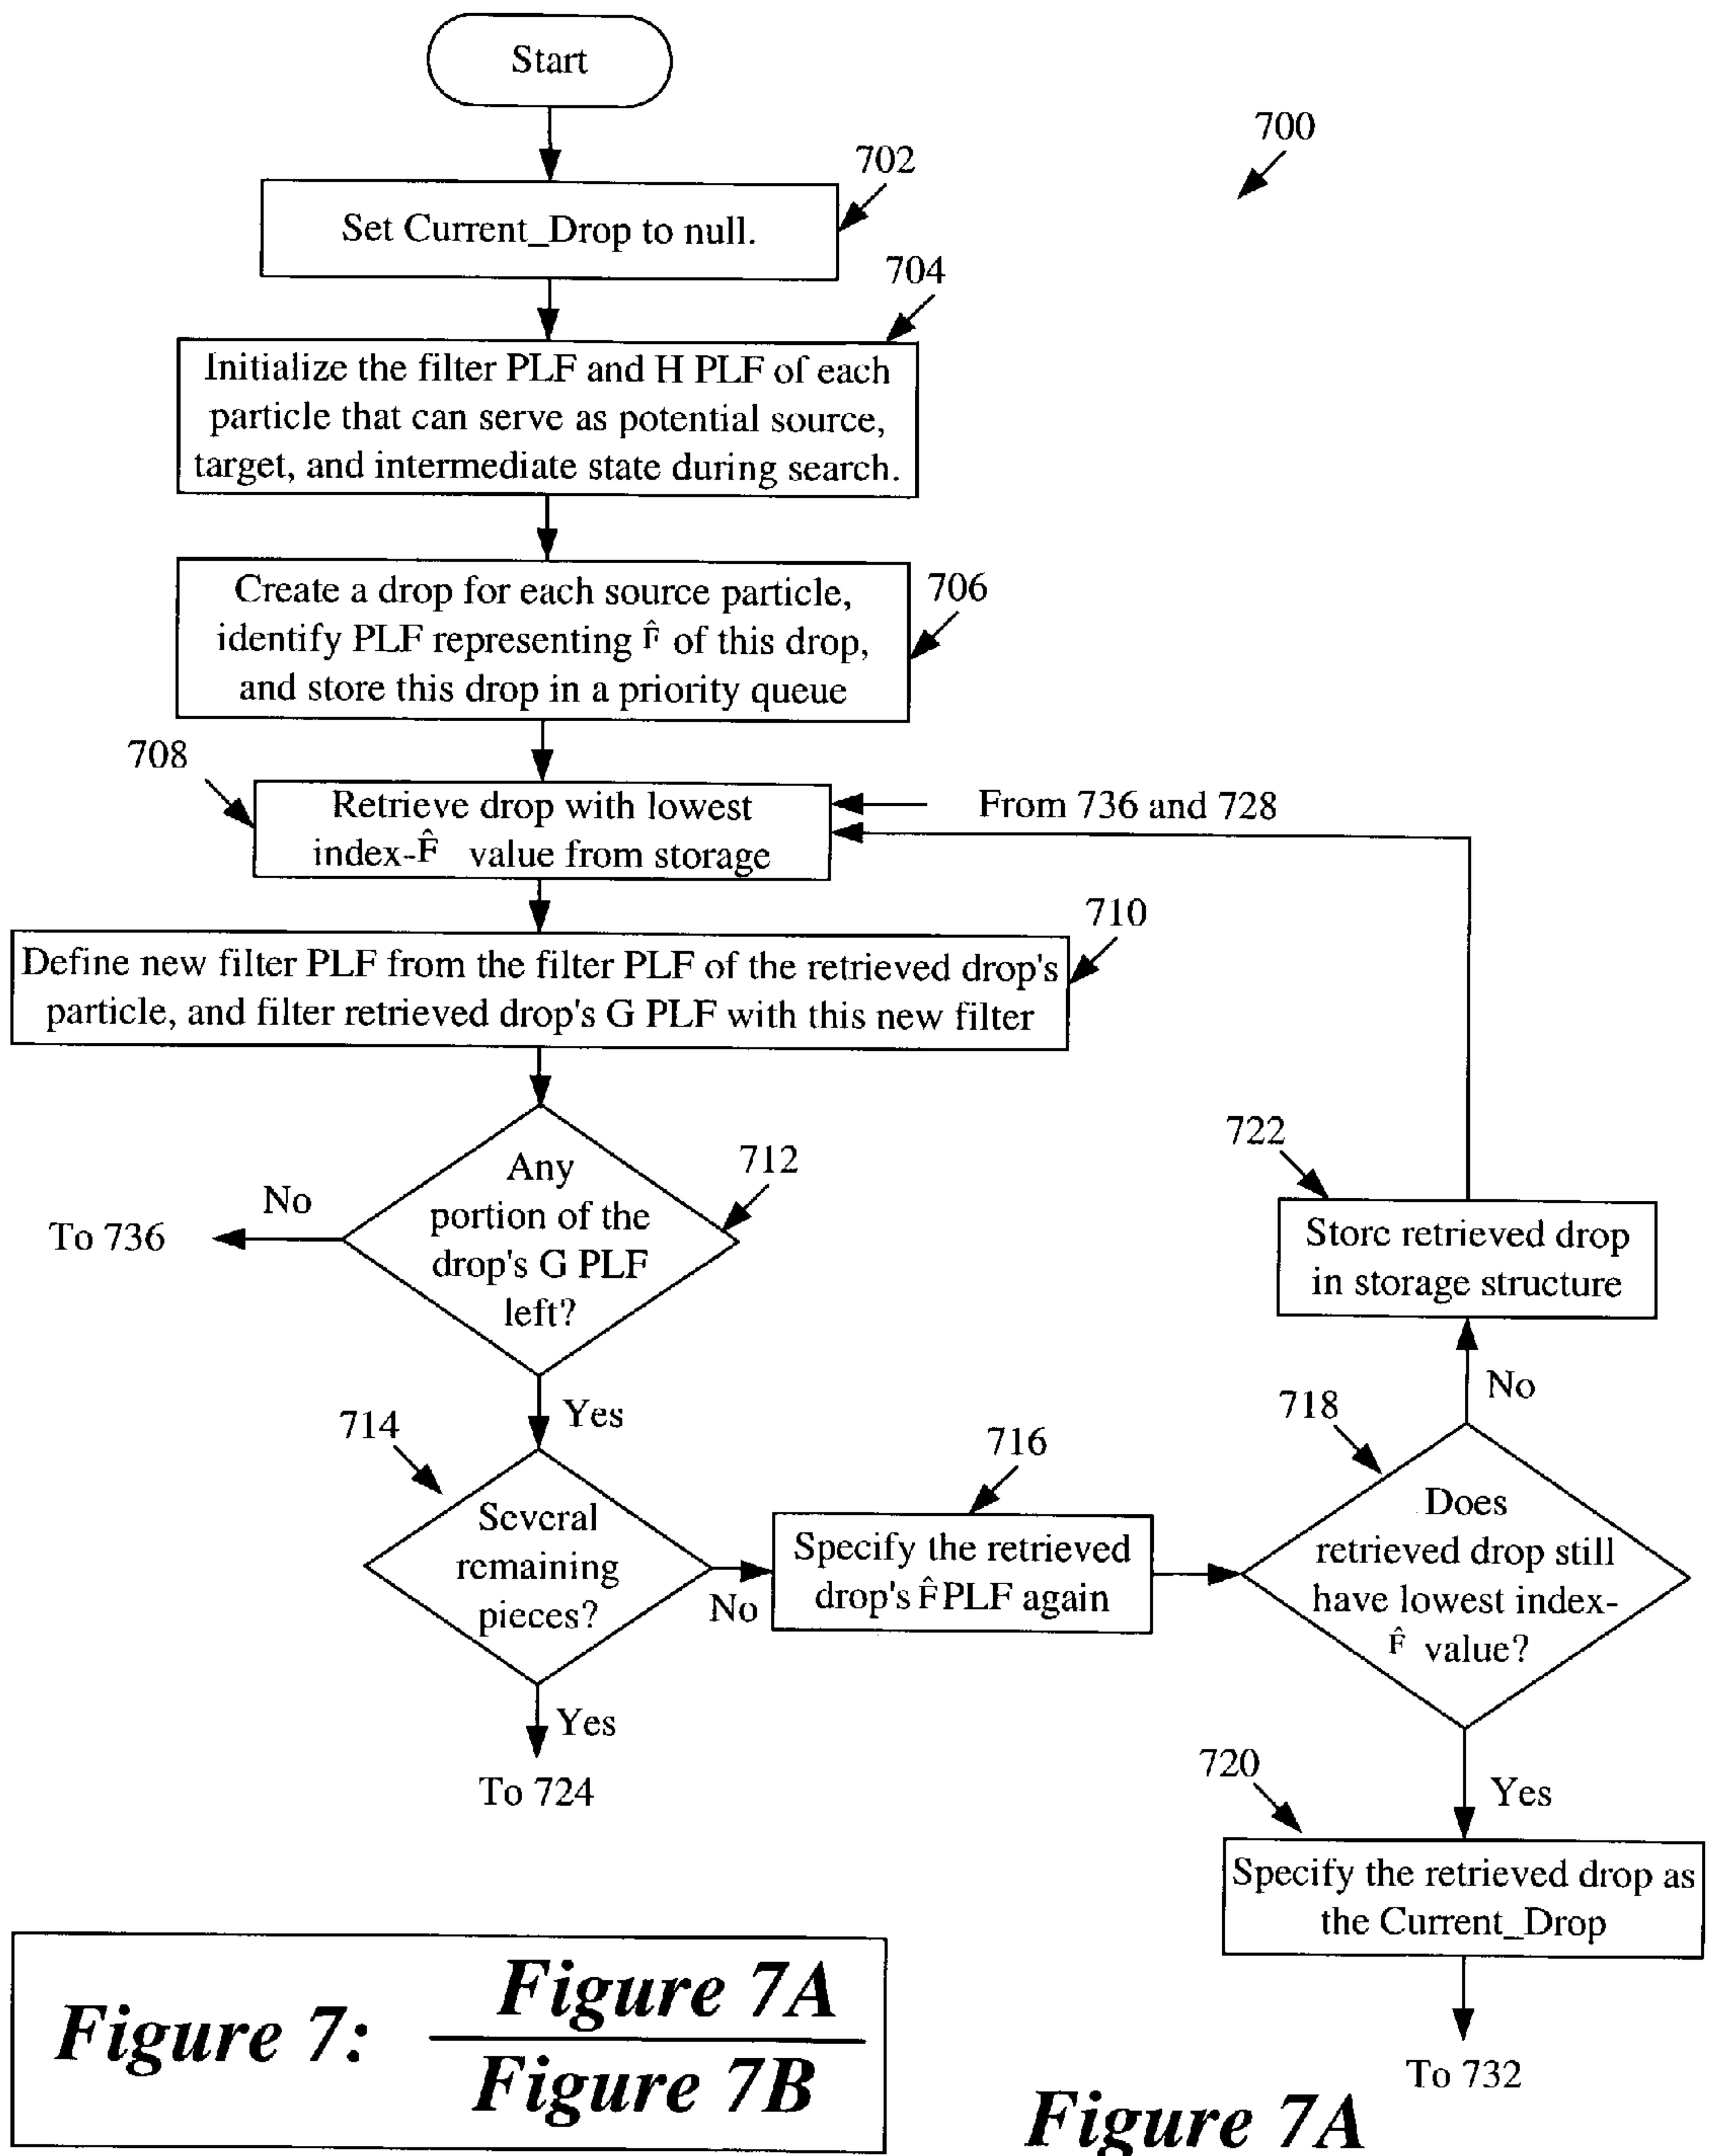 Start
700
702
Set Current_Drop to null.
704
Initialize the filter PLF and H PLF of each
particle that can serve as potential source,
target, and intermediate state during search.
706
Create a drop for each source particle,
identify PLF representing F̂ of this drop,
and store this drop in a priority queue
708
Retrieve drop with lowest
index-F̂ value from storage
From 736 and 728
710
Define new filter PLF from the filter PLF of the retrieved drop's
particle, and filter retrieved drop's G PLF with this new filter
712
Any
portion of the
drop's G PLF
left?
No
To 736
Yes
722
Store retrieved drop
in storage structure
No
714
Several
remaining
pieces?
No
Yes
To 724
716
Specify the retrieved
drop's F̂ PLF again
718
Does
retrieved drop still
have lowest index-
F̂ value?
Yes
720
Specify the retrieved drop as
the Current_Drop
To 732
Figure 7:
Figure 7A
Figure 7B
Figure 7A